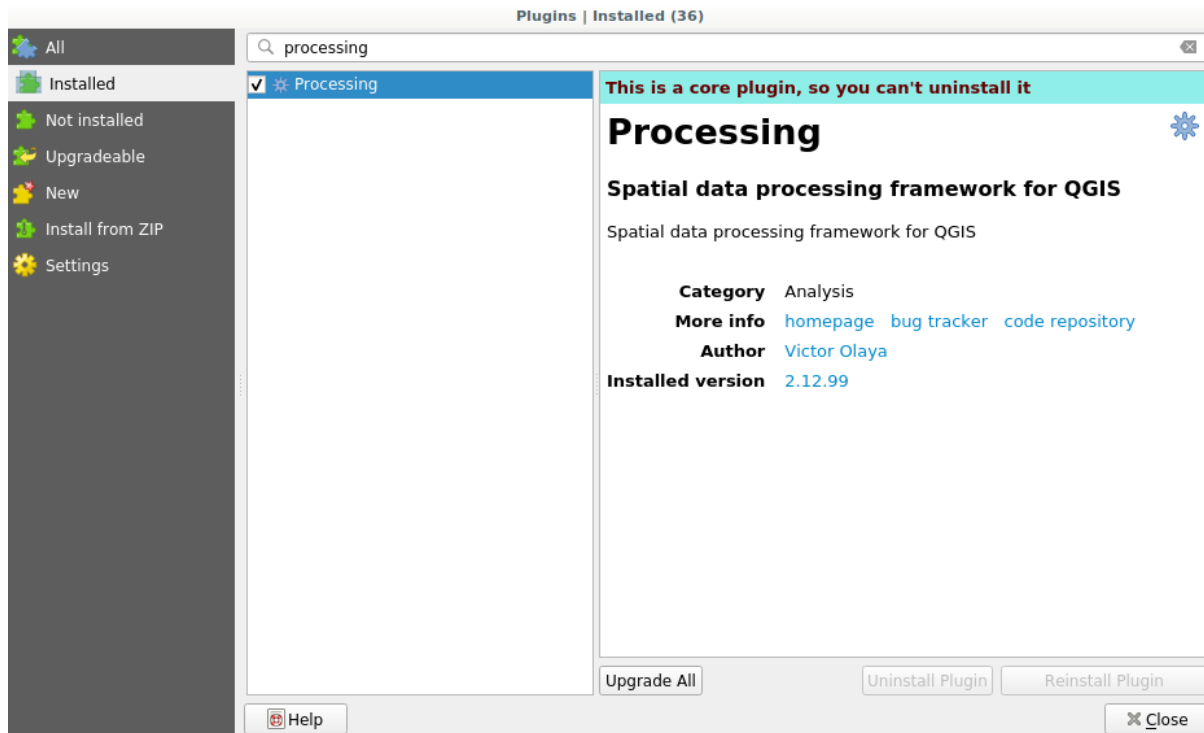 Plugins | Installed (36)
All
Installed
Not installed
Upgradeable
New
Install from ZIP
Settings
processing
Processing
This is a core plugin, so you can't uninstall it
Processing
Spatial data processing framework for QGIS
Spatial data processing framework for QGIS
Category Analysis
More info homepage bug tracker code repository
Author Victor Olaya
Installed version 2.12.99
Upgrade All Uninstall Plugin Reinstall Plugin
Help Close